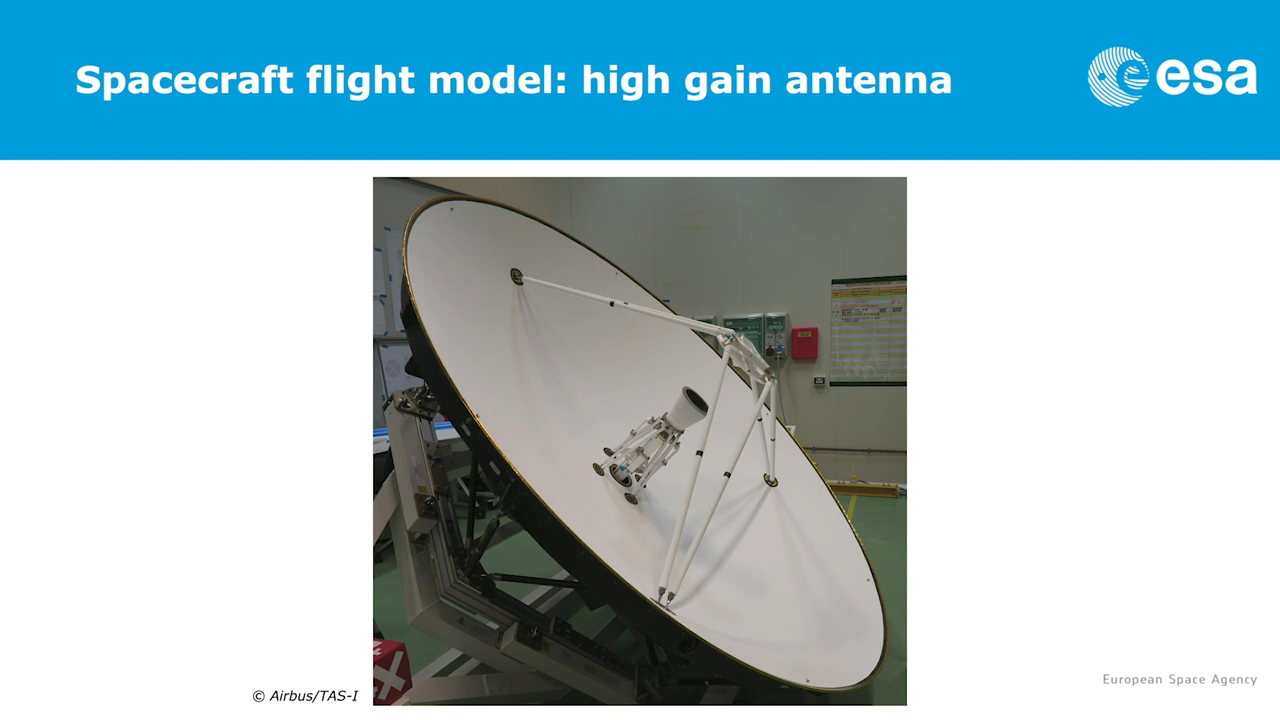 Spacecraft flight model: high gain antenna
esa
© Airbus/TAS-I
European Space Agency